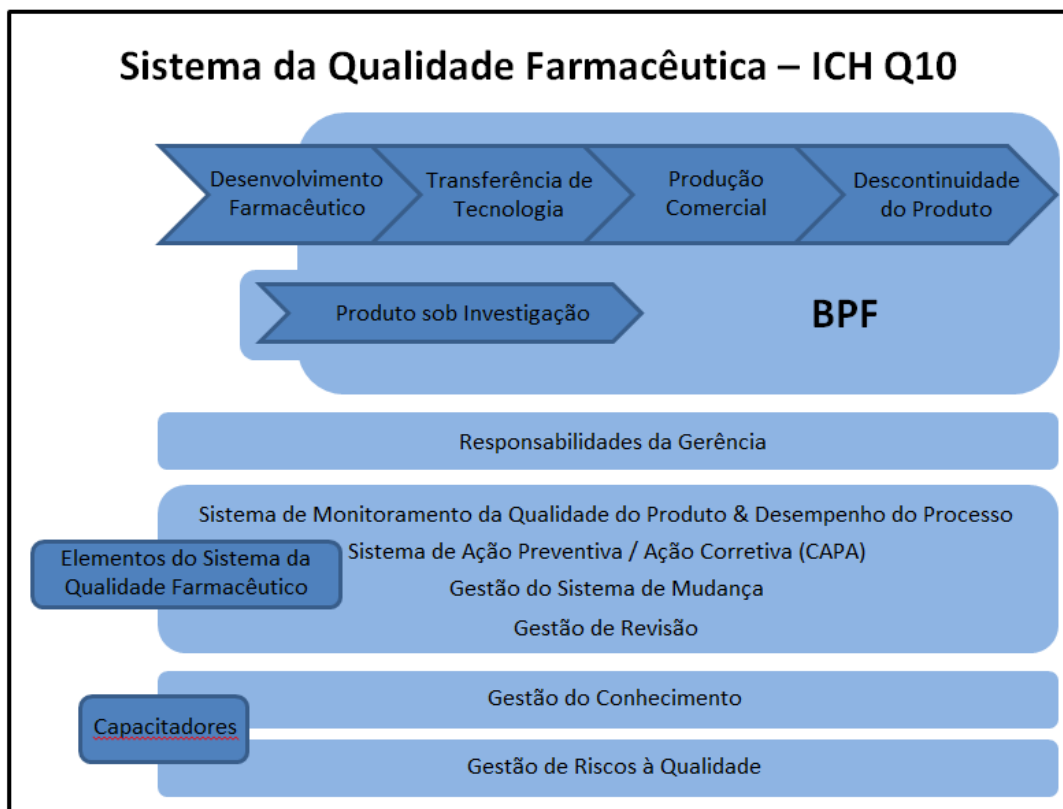 Sistema da Qualidade Farmacêutica – ICH Q10
Desenvolvimento
Farmacêutico
Transferência de
Tecnologia
Produção
Comercial
Descontinuidade
do Produto
Produto sob Investigação
BPF
Responsabilidades da Gerência
Elementos do Sistema da
Qualidade Farmacêutico
Sistema de Monitoramento da Qualidade do Produto & Desempenho do Processo
Sistema de Ação Preventiva / Ação Corretiva (CAPA)
Gestão do Sistema de Mudança
Gestão de Revisão
Capacitadores
Gestão do Conhecimento
Gestão de Riscos à Qualidade